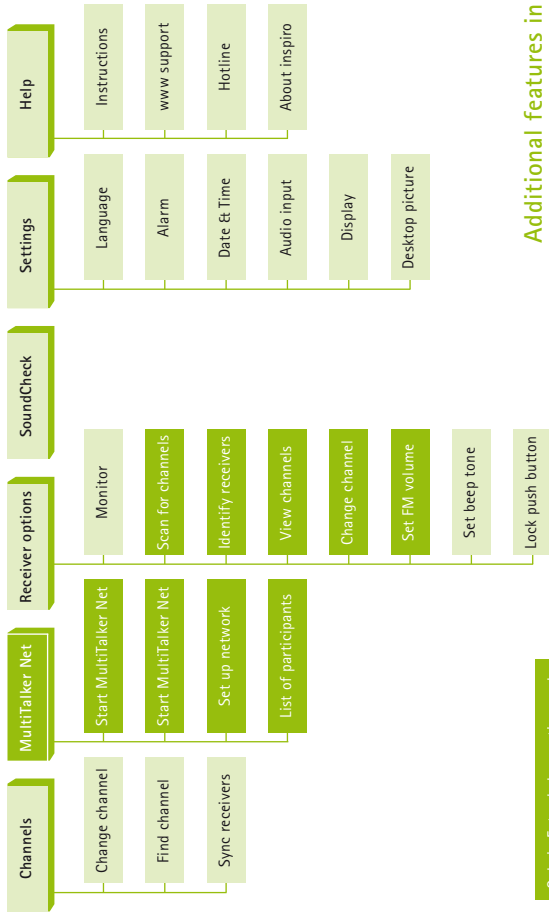 Channels
Change channel
Find channel
Sync receivers
MultiTalker Net
Start MultiTalker Net
Start MultiTalker Net
Set up network
List of participants
Receiver options
Monitor
Scan for channels
Identify receivers
View channels
Change channel
Set FM volume
Set beep tone
Lock push button
SoundCheck
Settings
Language
Alarm
Date & Time
Audio input
Display
Desktop picture
Help
Instructions
www support
Hotline
About inspiro
Additional features in